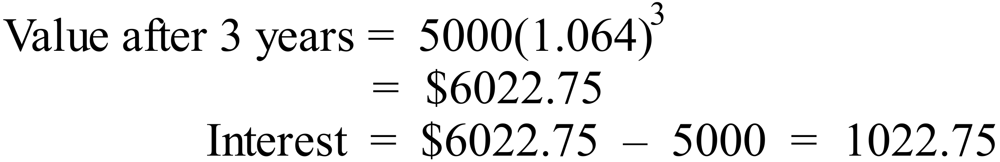 Value after 3 years = 5000(1.064)³
= $6022.75
Interest = $6022.75 − 5000 = 1022.75